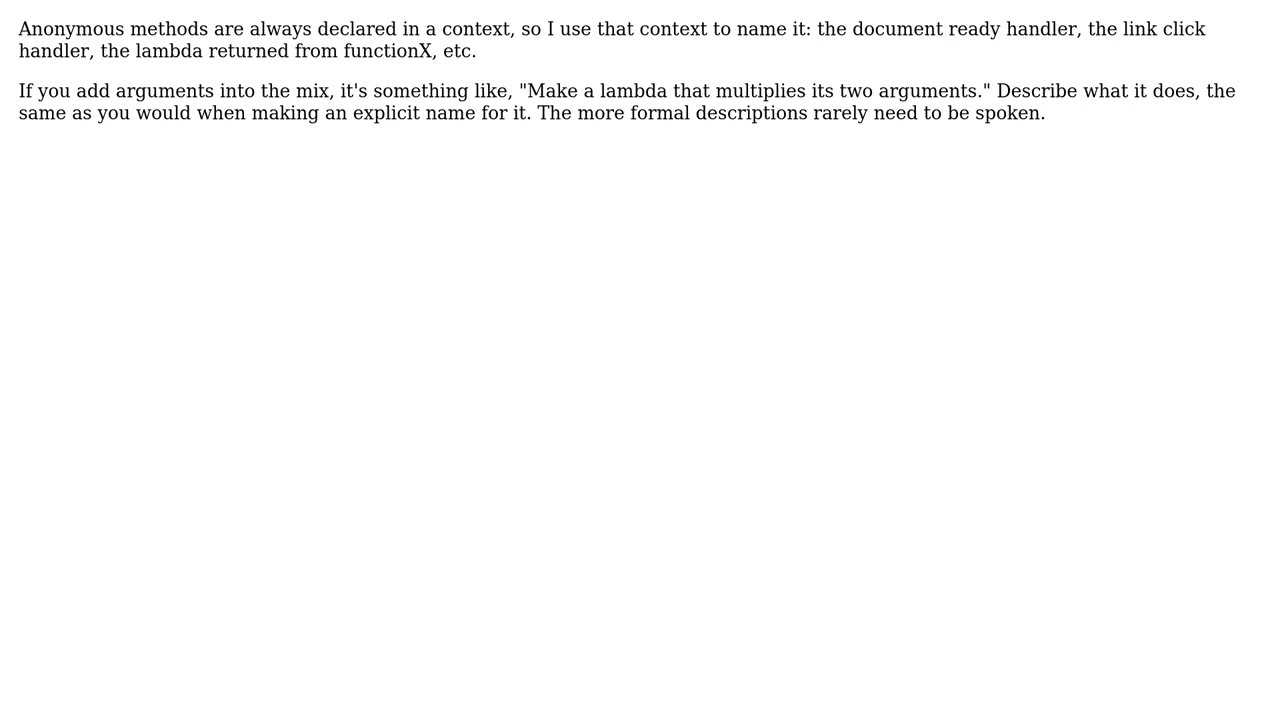 Anonymous methods are always declared in a context, so I use that context to name it: the document ready handler, the link click
handler, the lambda returned from functionX, etc.
If you add arguments into the mix, it's something like, "Make a lambda that multiplies its two arguments." Describe what it does, the
same as you would when making an explicit name for it. The more formal descriptions rarely need to be spoken.